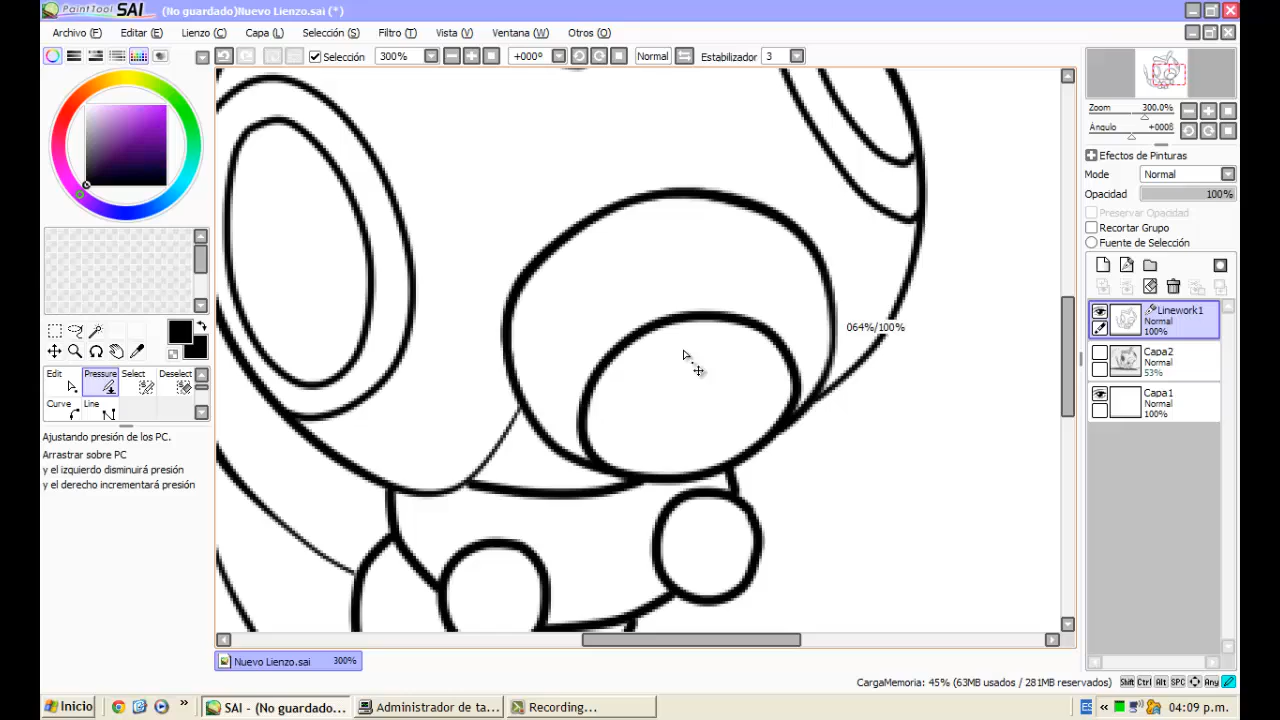 PaintTool SAI (No guardado)Nuevo Lienzo.sai (*)
Archivo (F) Editar (E) Lienzo (C) Capa (L) Selección (S) Filtro (T) Vista (V) Ventana (W) Otros (O)
Selección 300% +000º Normal Estabilizador 3
Zoom 300.0%
Angulo +0008
Efectos de Pinturas
Mode Normal
Opacidad 100%
Preservar Opacidad
Recortar Grupo
Fuente de Selección
Linework1
Normal
100%
Capa2
Normal
53%
Capa1
Normal
100%
064%/100%
Edit Pressure Select Deselect
Curve Line
Ajustando presión de los PC.
Arrastrar sobre PC
y el izquierdo disminuirá presión
y el derecho incrementará presión
Nuevo Lienzo.sai 300%
CargaMemoria: 45% (63MB usados / 281MB reservados) Shift Ctrl Alt SPC Any
Inicio » SAI - (No guardado... Administrador de ta... Recording... ES « 04:09 p.m.